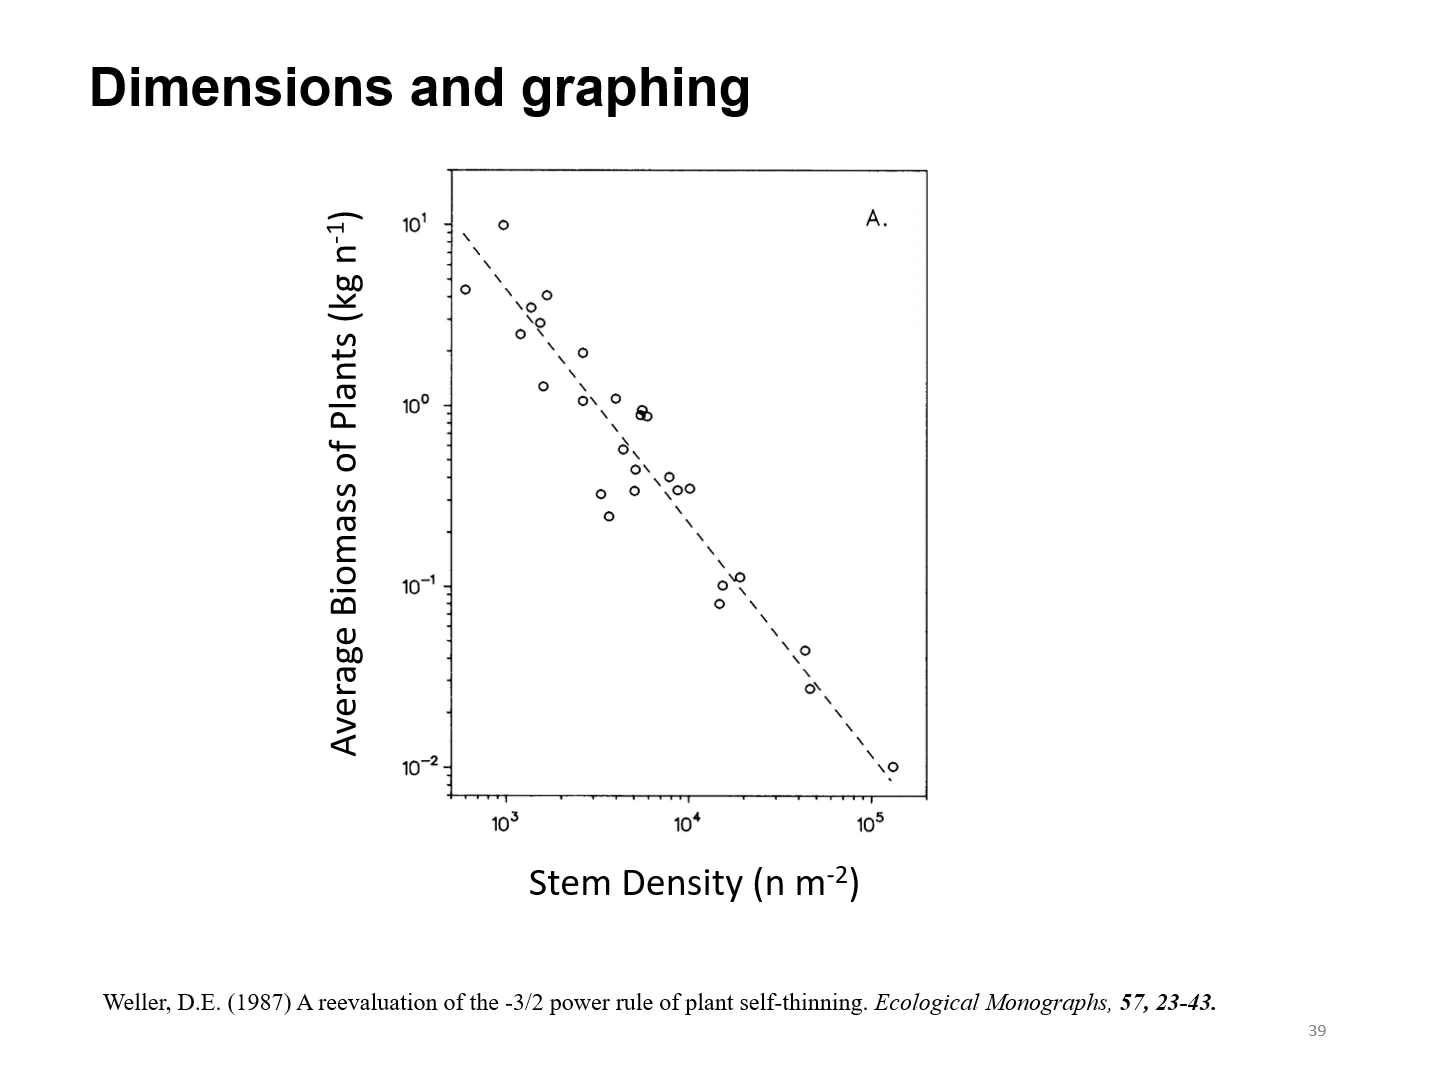 Dimensions and graphing
A.
Average Biomass of Plants (kg n⁻¹)
10¹
10⁰
10⁻¹
10⁻²
10³ 10⁴ 10⁵
Stem Density (n m⁻²)
Weller, D.E. (1987) A reevaluation of the -3/2 power rule of plant self-thinning. Ecological Monographs, 57, 23-43.
39